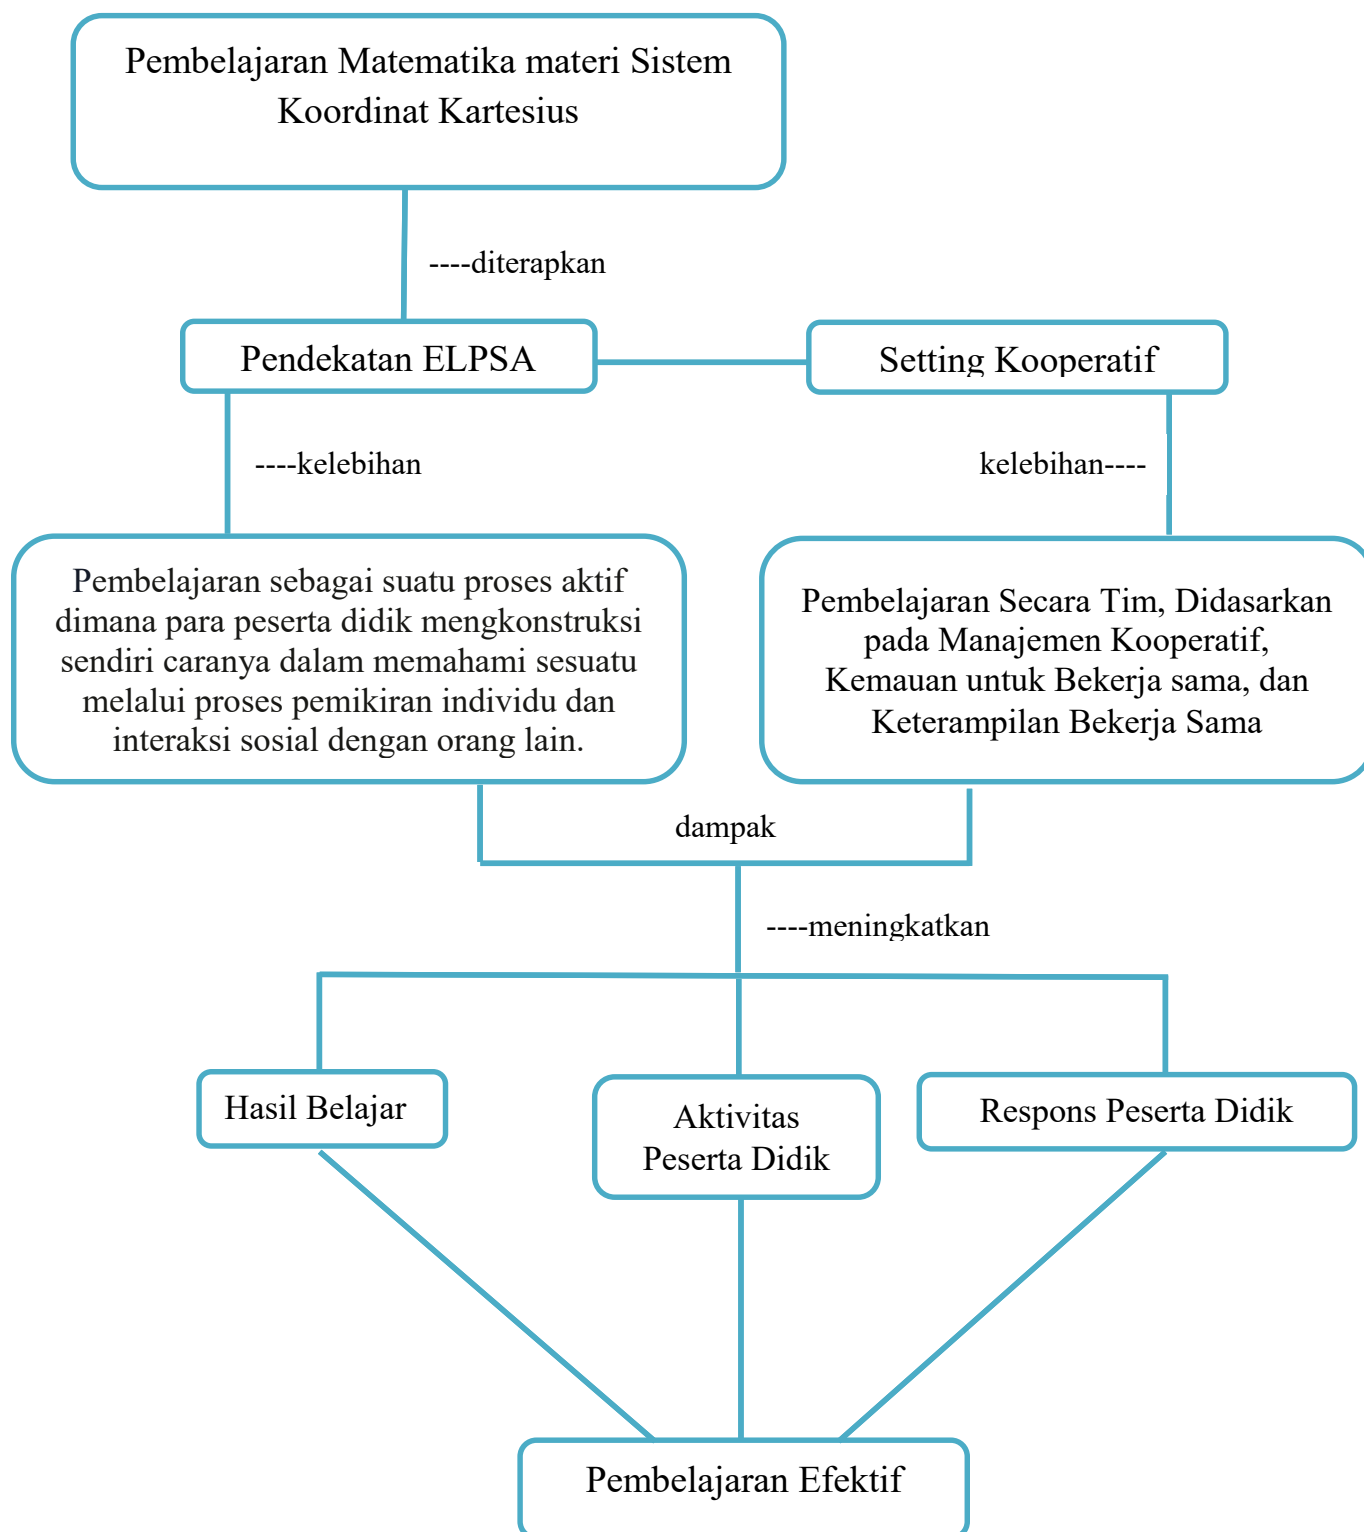 Pembelajaran Matematika materi Sistem
Koordinat Kartesius
----diterapkan
Pendekatan ELPSA
Setting Kooperatif
----kelebihan
kelebihan----
Pembelajaran sebagai suatu proses aktif
dimana para peserta didik mengkonstruksi
sendiri caranya dalam memahami sesuatu
melalui proses pemikiran individu dan
interaksi sosial dengan orang lain.
Pembelajaran Secara Tim, Didasarkan
pada Manajemen Kooperatif,
Kemauan untuk Bekerja sama, dan
Keterampilan Bekerja Sama
dampak
----meningkatkan
Hasil Belajar
Aktivitas
Peserta Didik
Respons Peserta Didik
Pembelajaran Efektif